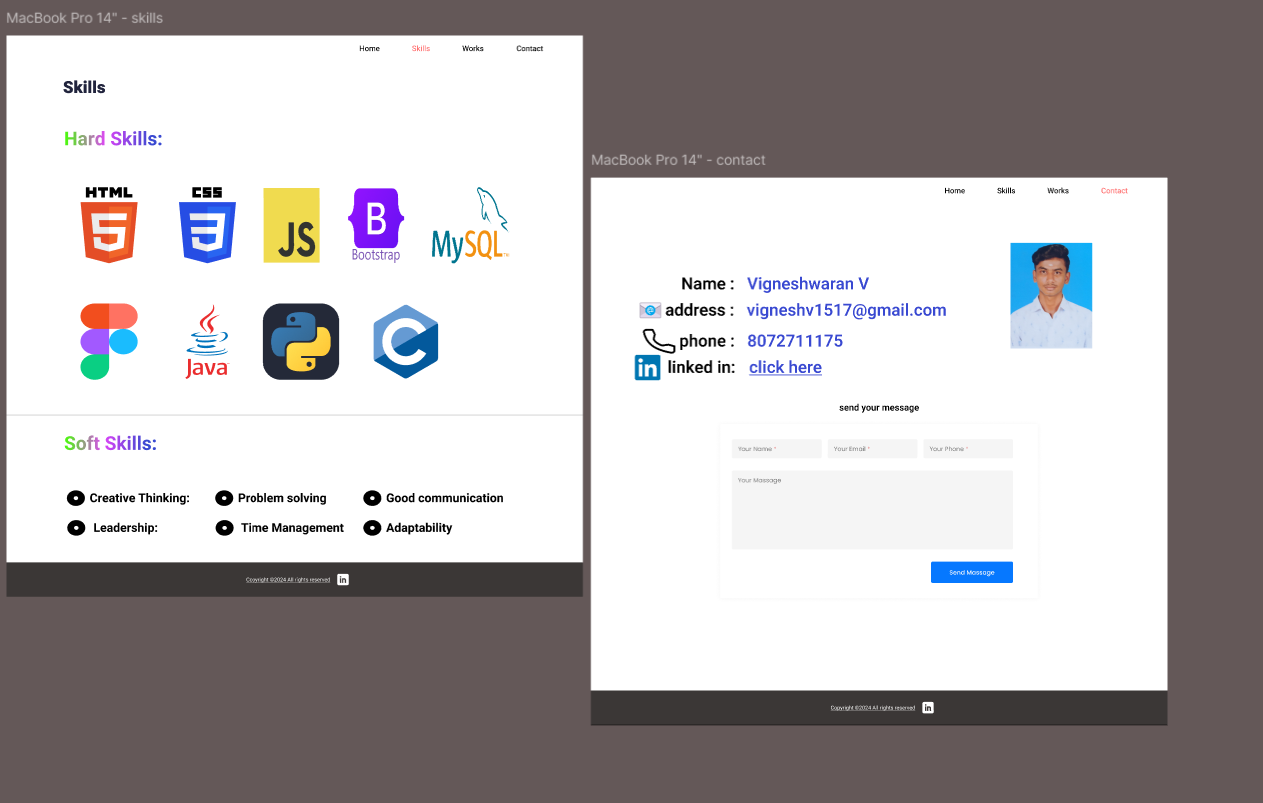 MacBook Pro 14" - skills
Home Skills Works Contact
Skills
Hard Skills:
HTML CSS
5 3 JS B Bootstrap MySQL™
Java C
Soft Skills:
Creative Thinking: Problem solving Good communication
Leadership: Time Management Adaptability
Copyright ©2024 All rights reserved in
MacBook Pro 14" - contact
Home Skills Works Contact
Name : Vigneshwaran V
address : vigneshv1517@gmail.com
phone : 8072711175
in linked in: click here
send your message
Your Name * Your Email * Your Phone *
Your Massage
Send Massage
Copyright ©2024 All rights reserved in